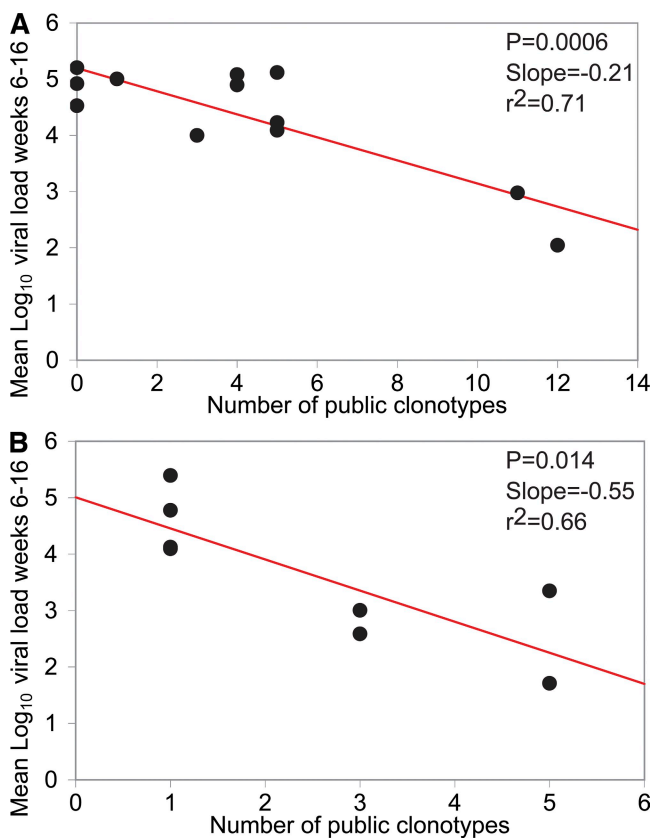 A
Mean Log₁₀ viral load weeks 6-16
6
5
4
3
2
1
0
P=0.0006
Slope=-0.21
r²=0.71
0 2 4 6 8 10 12 14
Number of public clonotypes
B
Mean Log₁₀ viral load weeks 6-16
6
5
4
3
2
1
0
P=0.014
Slope=-0.55
r²=0.66
0 1 2 3 4 5 6
Number of public clonotypes